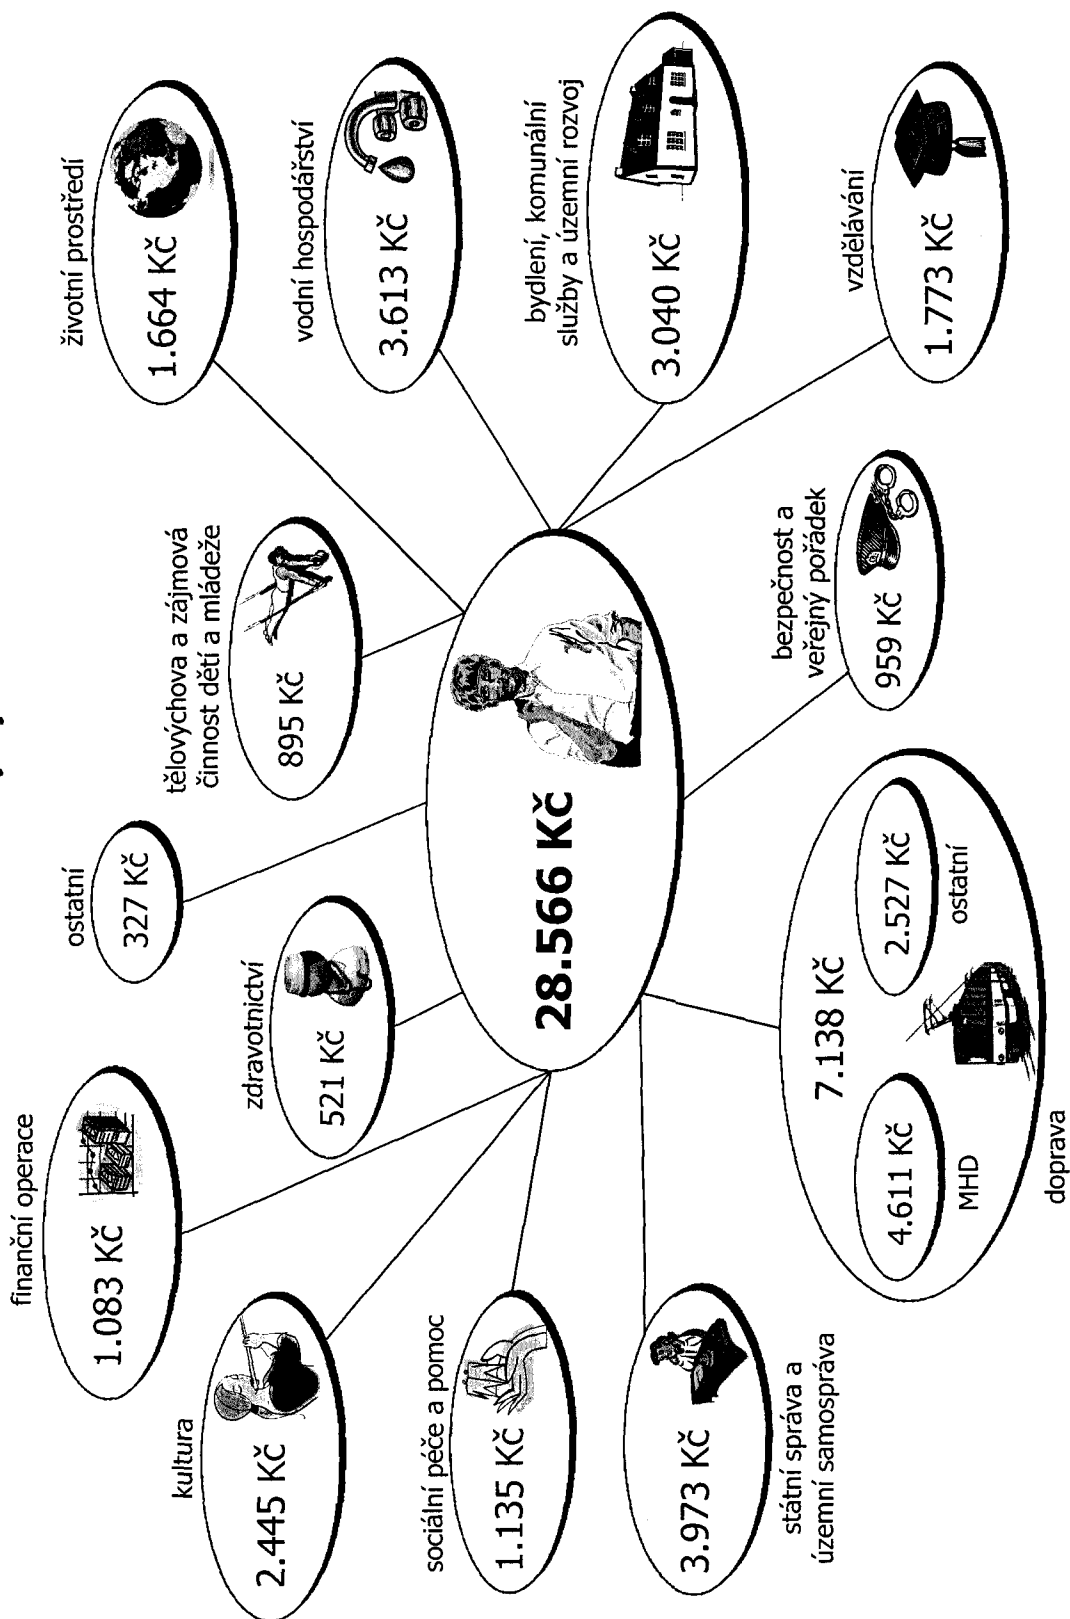 finanční operace
1.083 Kč
ostatní
327 Kč
životní prostředí
1.664 Kč
kultura
2.445 Kč
zdravotnictví
521 Kč
tělovýchova a zájmová
činnost dětí a mládeže
895 Kč
vodní hospodářství
3.613 Kč
sociální péče a pomoc
1.135 Kč
28.566 Kč
bydlení, komunální
služby a územní rozvoj
3.040 Kč
3.973 Kč
státní správa a
územní samospráva
7.138 Kč
4.611 Kč
MHD
2.527 Kč
ostatní
doprava
bezpečnost a
veřejný pořádek
959 Kč
vzdělávání
1.773 Kč